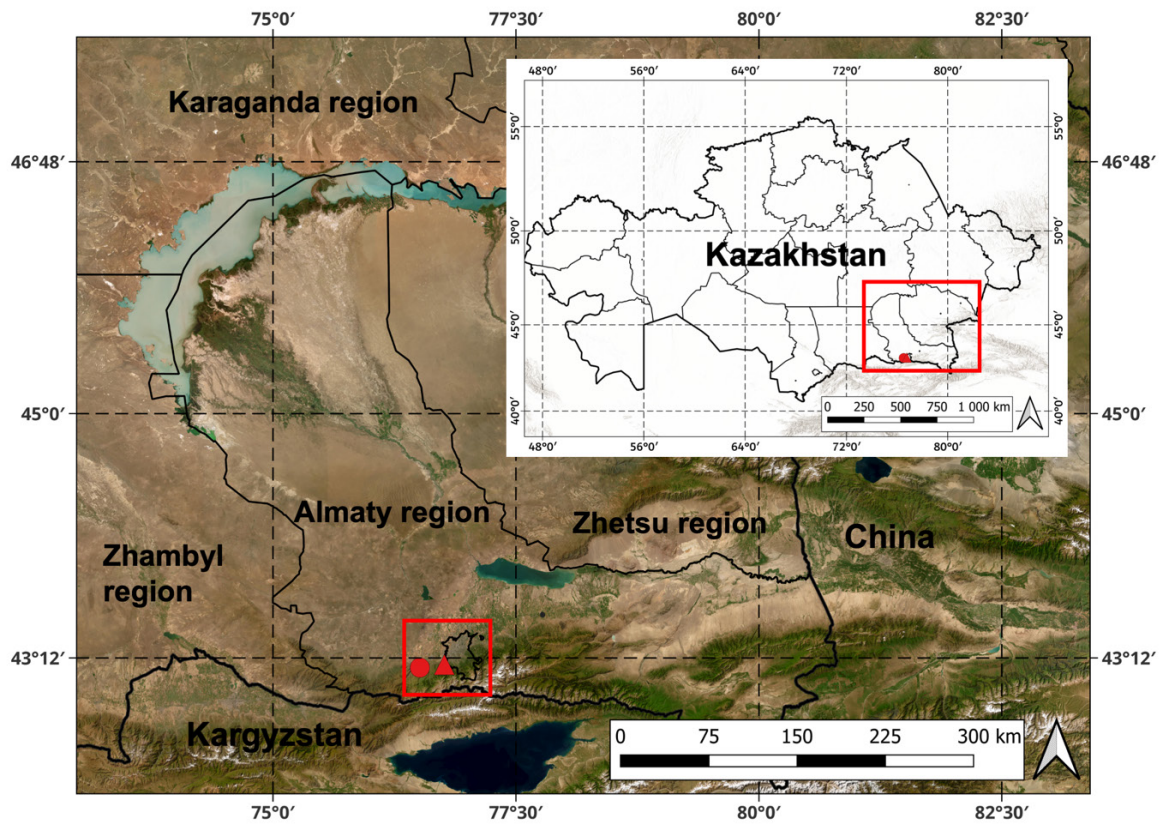 75°0′ 77°30′ 80°0′ 82°30′
Karaganda region
46°48′ 46°48′
48°0′ 56°0′ 64°0′ 72°0′ 80°0′
55°0′ 55°0′
50°0′ 50°0′
Kazakhstan
45°0′ 45°0′
40°0′ 40°0′
0 250 500 750 1 000 km
48°0′ 56°0′ 64°0′ 72°0′ 80°0′
45°0′ 45°0′
Almaty region
Zhetsu region
China
Zhambyl
region
43°12′ 43°12′
Kargyzstan
0 75 150 225 300 km
75°0′ 77°30′ 80°0′ 82°30′